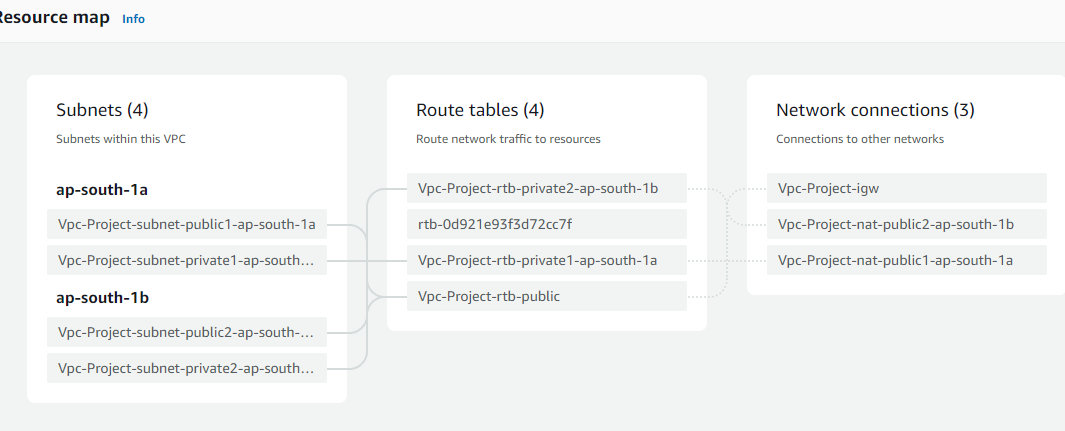 Resource map Info
Subnets (4)
Subnets within this VPC
ap-south-1a
Vpc-Project-subnet-public1-ap-south-1a
Vpc-Project-subnet-private1-ap-south...
ap-south-1b
Vpc-Project-subnet-public2-ap-south-...
Vpc-Project-subnet-private2-ap-south...
Route tables (4)
Route network traffic to resources
Vpc-Project-rtb-private2-ap-south-1b
rtb-0d921e93f3d72cc7f
Vpc-Project-rtb-private1-ap-south-1a
Vpc-Project-rtb-public
Network connections (3)
Connections to other networks
Vpc-Project-igw
Vpc-Project-nat-public2-ap-south-1b
Vpc-Project-nat-public1-ap-south-1a